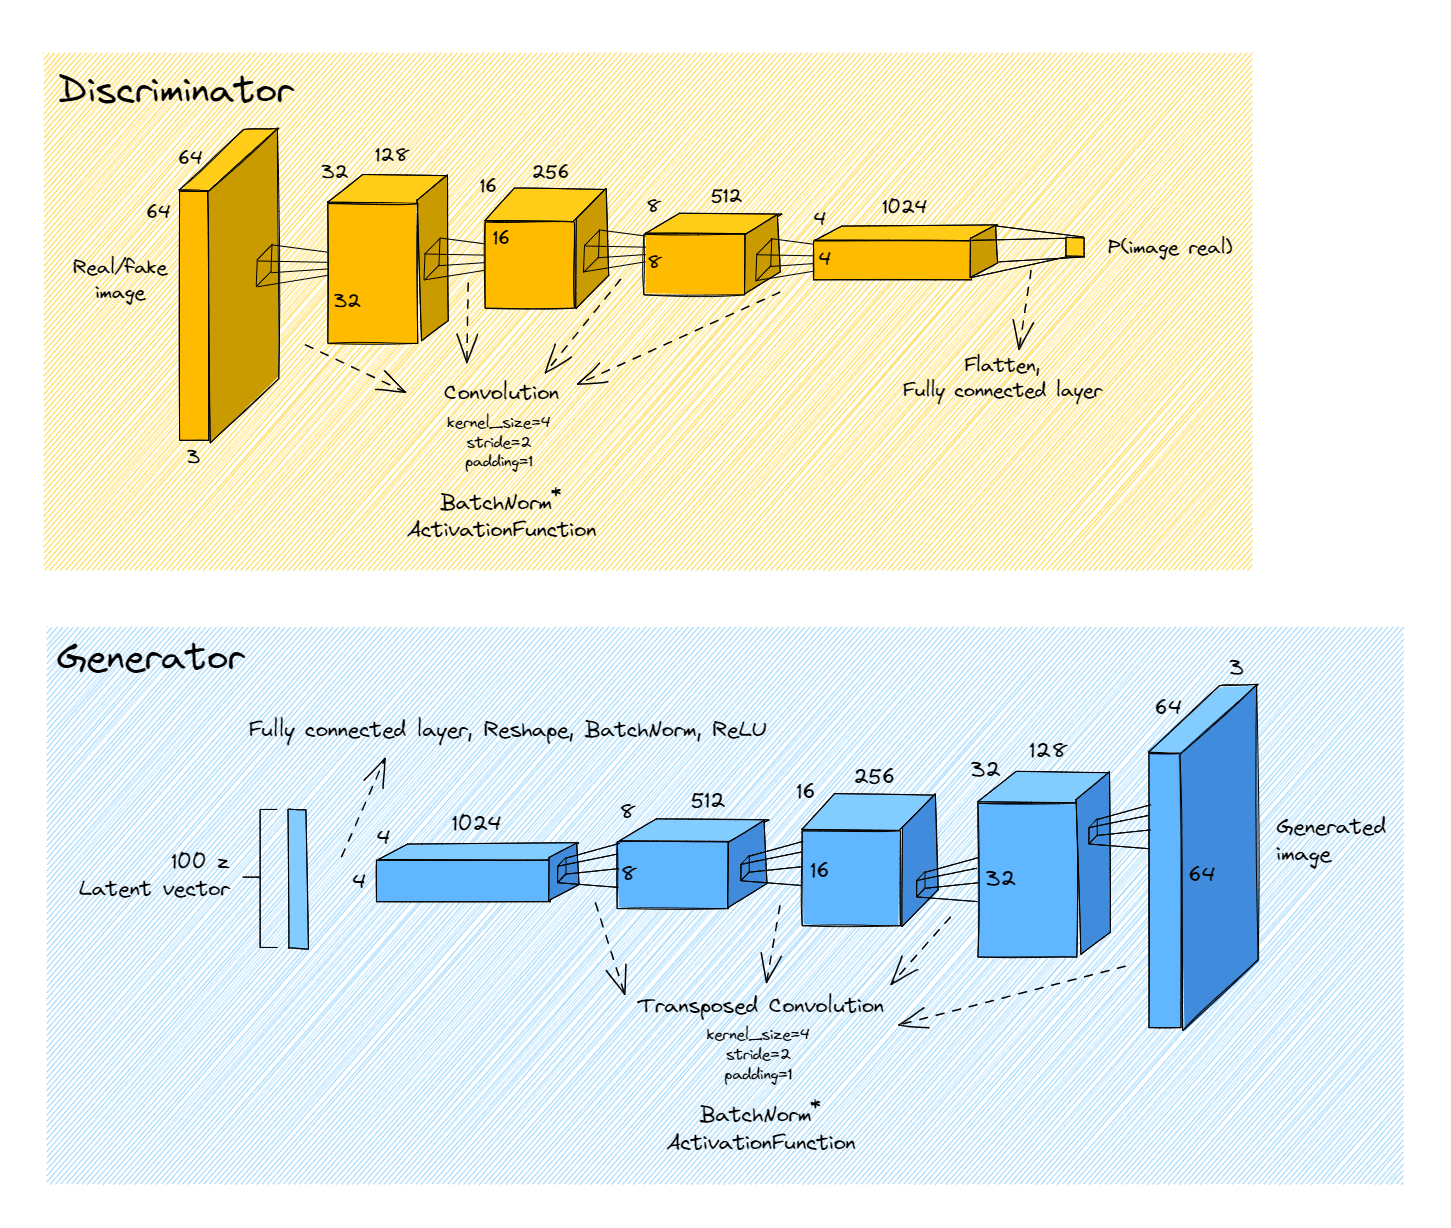 Discriminator
64
64
3
Real/fake
image
32
128
32
16
256
16
8
512
8
4
1024
4
P(image real)
Convolution
kernel_size=4
stride=2
padding=1
BatchNorm*
ActivationFunction
Flatten,
Fully connected layer
Generator
Fully connected layer, Reshape, BatchNorm, ReLU
100 z
Latent vector
4
1024
4
8
512
8
16
256
16
32
128
32
64
3
64
Generated
image
Transposed Convolution
kernel_size=4
stride=2
padding=1
BatchNorm*
ActivationFunction